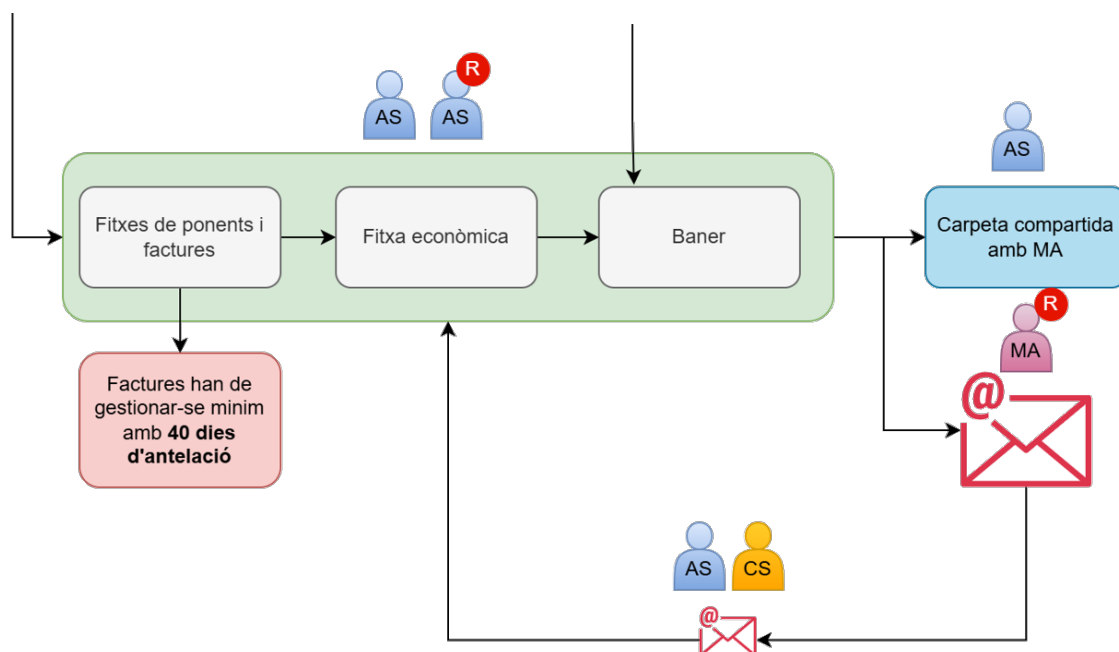 R
AS
AS
AS
Fitxes de ponents i
factures
Fitxa econòmica
Baner
Carpeta compartida
amb MA
R
MA
Factures han de
gestionar-se minim
amb 40 dies
d'antelació
@
AS
CS
@